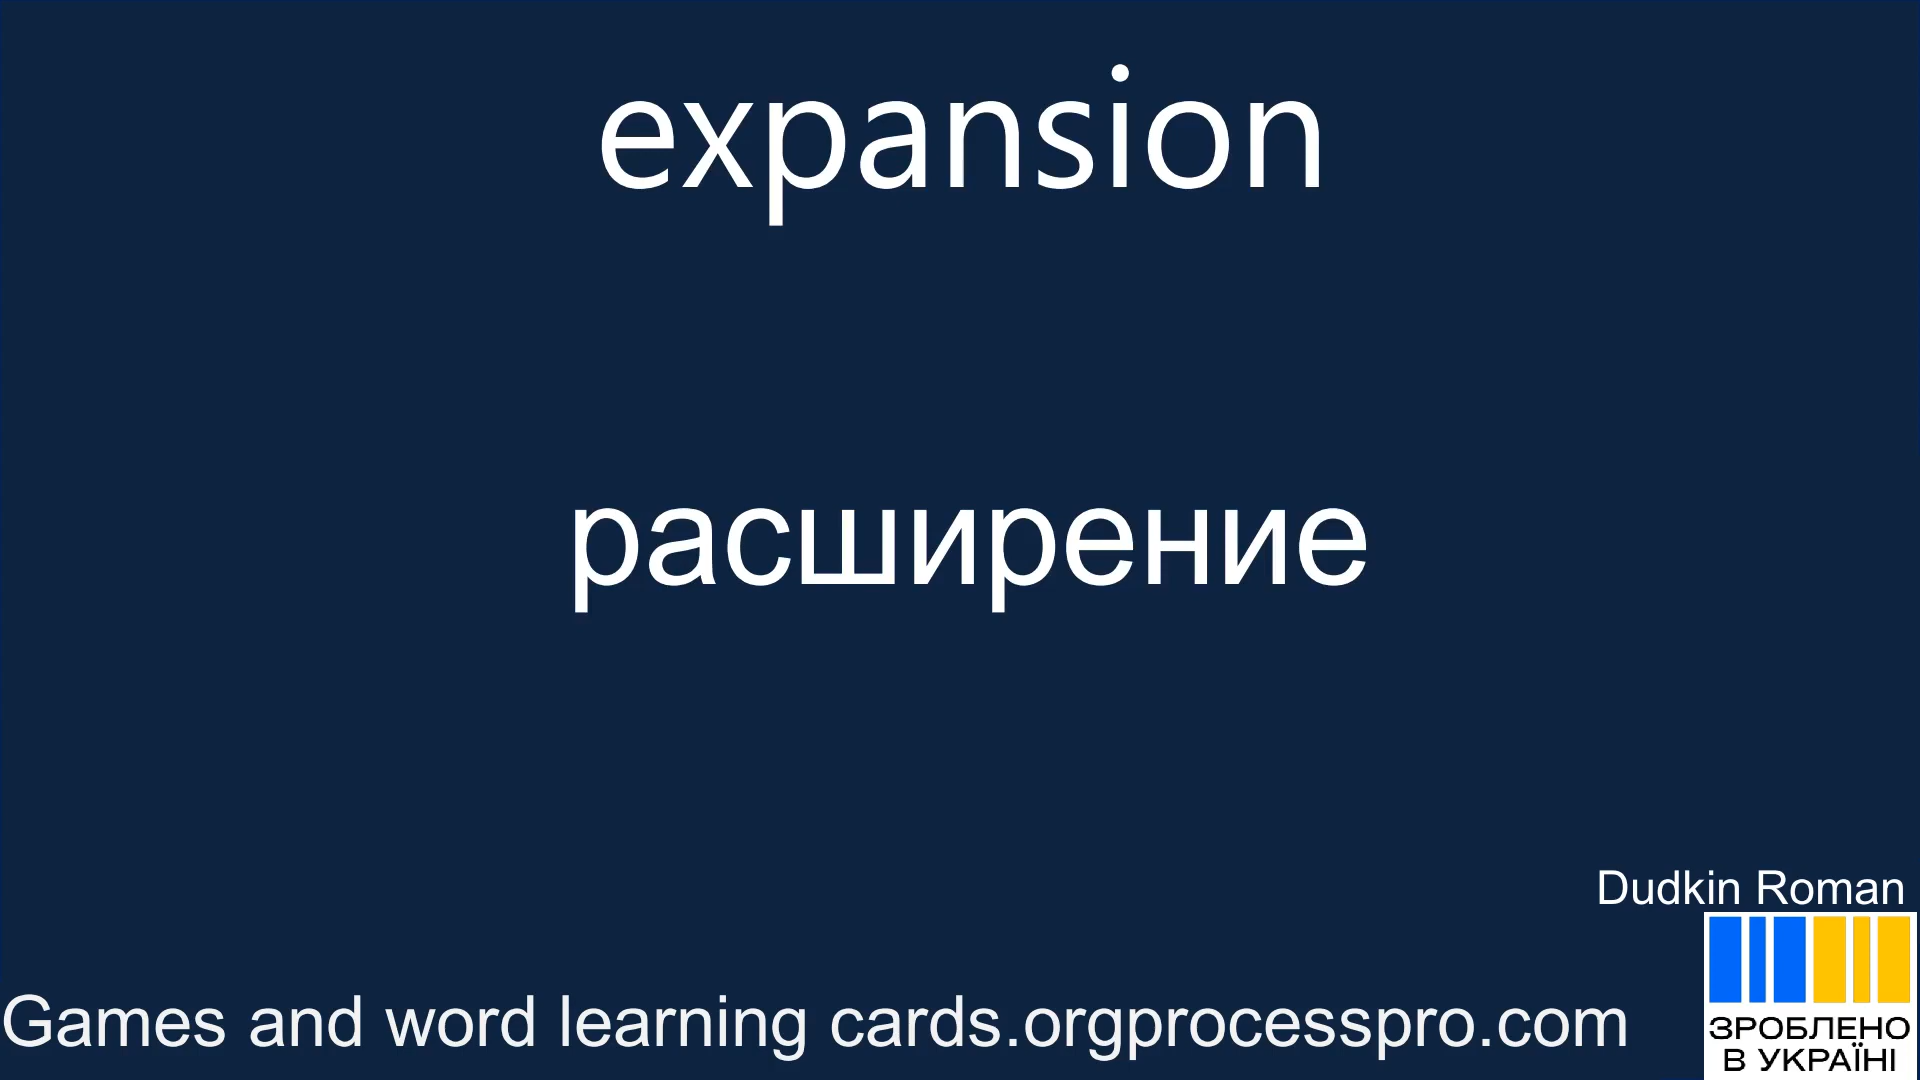 expansion
расширение
Dudkin Roman
Games and word learning cards.orgprocesspro.com
ЗРОБЛЕНО
В УКРАЇНІ